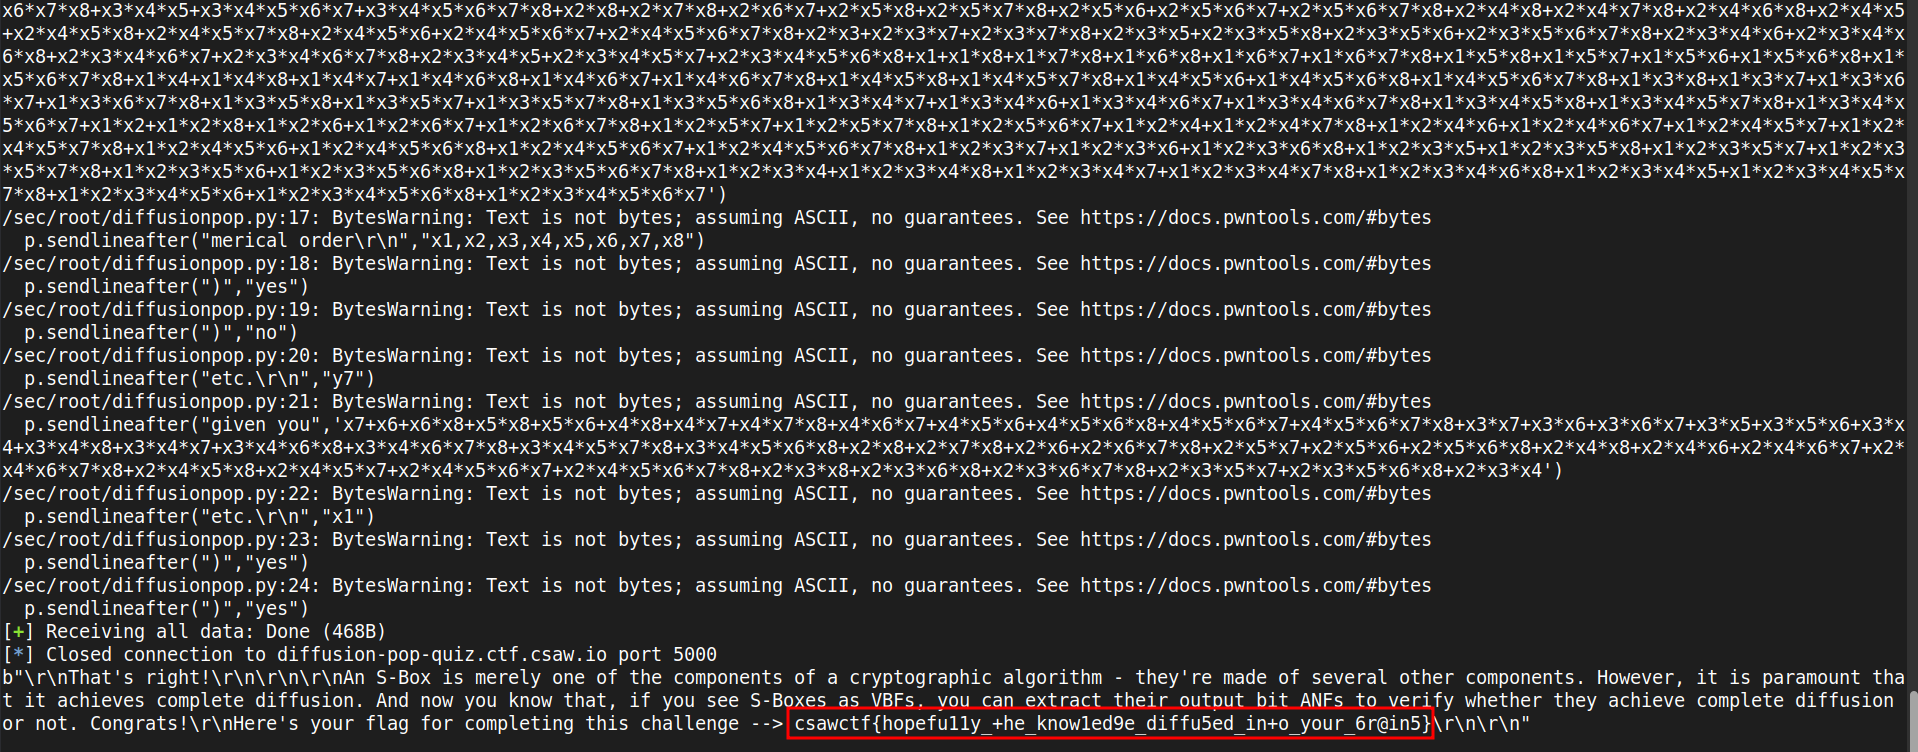 x6*x7*x8+x3*x4*x5+x3*x4*x5*x6*x7+x3*x4*x5*x6*x7*x8+x2*x8+x2*x7*x8+x2*x6*x7+x2*x5*x8+x2*x5*x7*x8+x2*x5*x6+x2*x5*x6*x7+x2*x5*x6*x7*x8+x2*x4*x8+x2*x4*x7*x8+x2*x4*x6*x8+x2*x4*x5
+x2*x4*x5*x8+x2*x4*x5*x7*x8+x2*x4*x5*x6+x2*x4*x5*x6*x7+x2*x4*x5*x6*x7*x8+x2*x3+x2*x3*x7+x2*x3*x7*x8+x2*x3*x5+x2*x3*x5*x8+x2*x3*x5*x6+x2*x3*x5*x6*x7*x8+x2*x3*x4*x6+x2*x3*x4*x
6*x8+x2*x3*x4*x6*x7+x2*x3*x4*x6*x7*x8+x2*x3*x4*x5+x2*x3*x4*x5*x7+x2*x3*x4*x5*x6*x8+x1+x1*x8+x1*x7*x8+x1*x6*x8+x1*x6*x7+x1*x6*x7*x8+x1*x5*x8+x1*x5*x7+x1*x5*x6+x1*x5*x6*x8+x1*
x5*x6*x7*x8+x1*x4+x1*x4*x8+x1*x4*x7+x1*x4*x6*x8+x1*x4*x6*x7+x1*x4*x6*x7*x8+x1*x4*x5*x8+x1*x4*x5*x7*x8+x1*x4*x5*x6+x1*x4*x5*x6*x8+x1*x4*x5*x6*x7*x8+x1*x3*x8+x1*x3*x7+x1*x3*x6
*x7+x1*x3*x6*x7*x8+x1*x3*x5*x8+x1*x3*x5*x7+x1*x3*x5*x7*x8+x1*x3*x5*x6*x8+x1*x3*x4*x7+x1*x3*x4*x6+x1*x3*x4*x6*x7+x1*x3*x4*x6*x7*x8+x1*x3*x4*x5*x8+x1*x3*x4*x5*x7*x8+x1*x3*x4*x
5*x6*x7+x1*x2+x1*x2*x8+x1*x2*x6+x1*x2*x6*x7+x1*x2*x6*x7*x8+x1*x2*x5*x7+x1*x2*x5*x7*x8+x1*x2*x5*x6*x7+x1*x2*x4+x1*x2*x4*x7*x8+x1*x2*x4*x6+x1*x2*x4*x6*x7+x1*x2*x4*x5*x7+x1*x2*
x4*x5*x7*x8+x1*x2*x4*x5*x6+x1*x2*x4*x5*x6*x8+x1*x2*x4*x5*x6*x7+x1*x2*x4*x5*x6*x7*x8+x1*x2*x3*x7+x1*x2*x3*x6+x1*x2*x3*x6*x8+x1*x2*x3*x5+x1*x2*x3*x5*x8+x1*x2*x3*x5*x7+x1*x2*x3
*x5*x7*x8+x1*x2*x3*x5*x6+x1*x2*x3*x5*x6*x8+x1*x2*x3*x5*x6*x7*x8+x1*x2*x3*x4+x1*x2*x3*x4*x8+x1*x2*x3*x4*x7+x1*x2*x3*x4*x7*x8+x1*x2*x3*x4*x6*x8+x1*x2*x3*x4*x5+x1*x2*x3*x4*x5*x
7*x8+x1*x2*x3*x4*x5*x6+x1*x2*x3*x4*x5*x6*x8+x1*x2*x3*x4*x5*x6*x7')
/sec/root/diffusionpop.py:17: BytesWarning: Text is not bytes; assuming ASCII, no guarantees. See https://docs.pwntools.com/#bytes
p.sendlineafter("merical order\r\n","x1,x2,x3,x4,x5,x6,x7,x8")
/sec/root/diffusionpop.py:18: BytesWarning: Text is not bytes; assuming ASCII, no guarantees. See https://docs.pwntools.com/#bytes
p.sendlineafter(")","yes")
/sec/root/diffusionpop.py:19: BytesWarning: Text is not bytes; assuming ASCII, no guarantees. See https://docs.pwntools.com/#bytes
p.sendlineafter(")","no")
/sec/root/diffusionpop.py:20: BytesWarning: Text is not bytes; assuming ASCII, no guarantees. See https://docs.pwntools.com/#bytes
p.sendlineafter("etc.\r\n","y7")
/sec/root/diffusionpop.py:21: BytesWarning: Text is not bytes; assuming ASCII, no guarantees. See https://docs.pwntools.com/#bytes
p.sendlineafter("given you",'x7+x6+x6*x8+x5*x8+x5*x6+x4*x8+x4*x7+x4*x7*x8+x4*x6*x7+x4*x5*x6+x4*x5*x6*x8+x4*x5*x6*x7+x4*x5*x6*x7*x8+x3*x7+x3*x6+x3*x6*x7+x3*x5+x3*x5*x6+x3*x
4+x3*x4*x8+x3*x4*x7+x3*x4*x6*x8+x3*x4*x6*x7*x8+x3*x4*x5*x7*x8+x3*x4*x5*x6*x8+x2*x8+x2*x7*x8+x2*x6+x2*x6*x7*x8+x2*x5*x7+x2*x5*x6+x2*x5*x6*x8+x2*x4*x8+x2*x4*x6+x2*x4*x6*x7+x2*
x4*x6*x7*x8+x2*x4*x5*x8+x2*x4*x5*x7+x2*x4*x5*x6*x7+x2*x4*x5*x6*x7*x8+x2*x3*x8+x2*x3*x6*x8+x2*x3*x6*x7*x8+x2*x3*x5*x7+x2*x3*x5*x6*x8+x2*x3*x4')
/sec/root/diffusionpop.py:22: BytesWarning: Text is not bytes; assuming ASCII, no guarantees. See https://docs.pwntools.com/#bytes
p.sendlineafter("etc.\r\n","x1")
/sec/root/diffusionpop.py:23: BytesWarning: Text is not bytes; assuming ASCII, no guarantees. See https://docs.pwntools.com/#bytes
p.sendlineafter(")","yes")
/sec/root/diffusionpop.py:24: BytesWarning: Text is not bytes; assuming ASCII, no guarantees. See https://docs.pwntools.com/#bytes
p.sendlineafter(")","yes")
[+] Receiving all data: Done (468B)
[*] Closed connection to diffusion-pop-quiz.ctf.csaw.io port 5000
b"\r\nThat's right!\r\n\r\n\r\nAn S-Box is merely one of the components of a cryptographic algorithm - they're made of several other components. However, it is paramount tha
t it achieves complete diffusion. And now you know that, if you see S-Boxes as VBFs, you can extract their output bit ANFs to verify whether they achieve complete diffusion
or not. Congrats!\r\nHere's your flag for completing this challenge --> csawctf{hopefu11y_+he_know1ed9e_diffu5ed_in+o_your_6r@in5}\r\n\r\n"